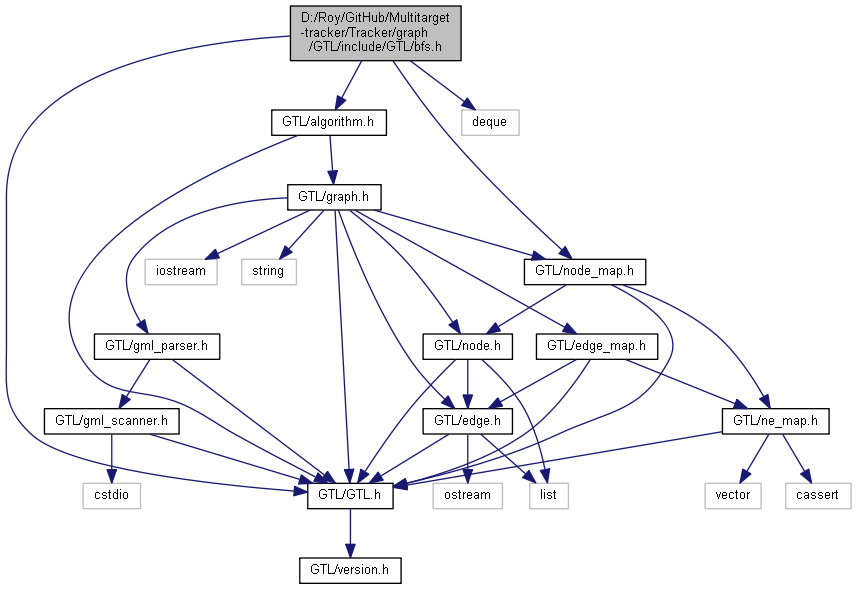 D:/Roy/GitHub/Multitarget
-tracker/Tracker/graph
/GTL/include/GTL/bfs.h
GTL/algorithm.h
deque
GTL/graph.h
iostream
string
GTL/node_map.h
GTL/gml_parser.h
GTL/node.h
GTL/edge_map.h
GTL/gml_scanner.h
GTL/edge.h
GTL/ne_map.h
cstdio
GTL/GTL.h
ostream
list
vector
cassert
GTL/version.h